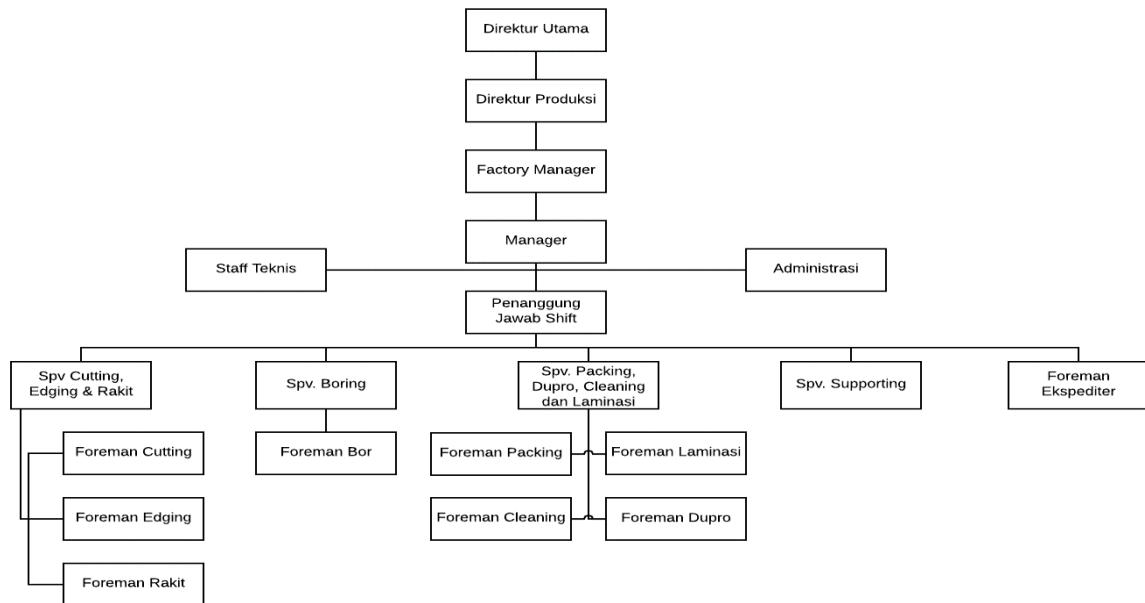 Direktur Utama
Direktur Produksi
Factory Manager
Manager
Staff Teknis
Administrasi
Penanggung
Jawab Shift
Spv Cutting,
Edging & Rakit
Spv. Boring
Spv. Packing,
Dupro, Cleaning
dan Laminasi
Spv. Supporting
Foreman
Ekspediter
Foreman Cutting
Foreman Bor
Foreman Packing
Foreman Laminasi
Foreman Edging
Foreman Cleaning
Foreman Dupro
Foreman Rakit